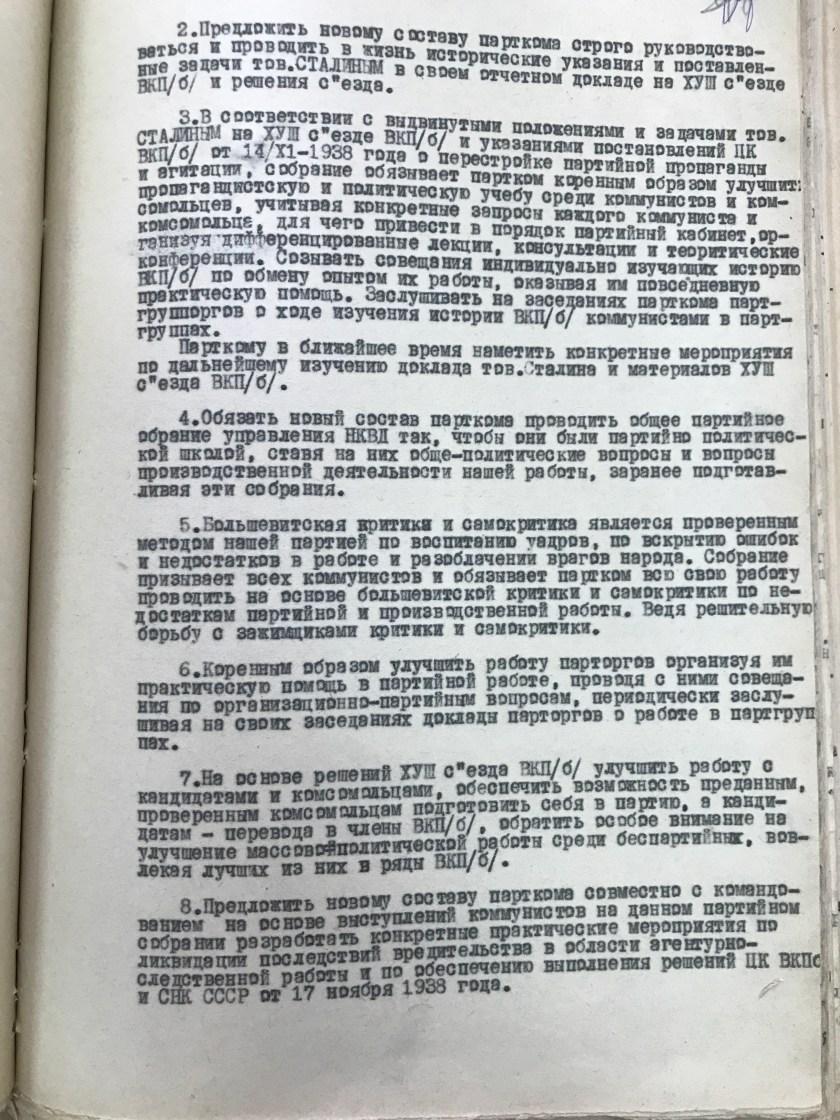 2.Предложить новому составу парткома строго руководство-
ваться и проводить в жизнь исторические указания и поставлен-
ные задачи тов.СТАЛИНЫМ в своем отчетном докладе на ХУШ с"езде
ВКП/б/ и решения с"езда.
3.В соответствии с выдвинутыми положениями и задачами тов.
СТАЛИНЫМ на ХУШ с"езде ВКП/б/ и указаниями постановлений ЦК
ВКП/б/ от 14/XI-1938 года о перестройке партийной пропаганды
и агитации, собрание обязывает партком коренным образом улучшит:
пропагандистскую и политическую учебу среди коммунистов и ком-
сомольцев, учитывая конкретные запросы каждого коммуниста и
комсомольца, для чего привести в порядок партийный кабинет,ор-
ганизуя дифференцированные лекции, консультации и теоритические
конференции. Созывать совещания индивидуально изучающих историю
ВКП/б/ по обмену опытом их работы, оказывая им повседневную
практическую помощь. Заслушивать на заседаниях парткома парт-
группоргов о ходе изучения истории ВКП/б/ коммунистами в парт-
группах.
Парткому в ближайшее время наметить конкретные мероприятия
по дальнейшему изучению доклада тов.Сталина и материалов ХУШ
с"езда ВКП/б/.
4.Обязать новый состав парткома проводить общее партийное
обрание управления НКВД так, чтобы они были партийно политичес-
кой школой, ставя на них обще-политические вопросы и вопросы
производственной деятельности нашей работы, заранее подготав-
ливая эти собрания.
5.Большевитская критика и самокритика является проверенным
методом нашей партией по воспитанию уадров, по вскрытию ошибок
и недостатков в работе и разоблачении врагов народа. Собрание
призывает всех коммунистов и обязывает партком всю свою работу
проводить на основе большевитской критики и самокритики по не-
достаткам партийной и производственной работы. Ведя решительную
борьбу с зажимщиками критики и самокритики.
6.Коренным образом улучшить работу парторгов организуя им
практическую помощь в партийной работе, проводя с ними совеща-
ния по организационно-партийным вопросам, периодически заслу-
шивая на своих заседаниях доклады парторгов о работе в партгруп
пах.
7.На основе решений ХУШ с"езда ВКП/б/ улучшить работу с
кандидатами и комсомольцами, обеспечить возможность преданным,
проверенным комсомольцам подготовить себя в партию, а канди-
датам - перевода в члены ВКП/б/, обратить особое внимание на
улучшение массово-политической работы среди беспартийных, вов-
лекая лучших из них в ряды ВКП/б/.
8.Предложить новому составу парткома совместно с командо-
ванием на основе выступлений коммунистов на данном партийном
собрании разработать конкретные практические мероприятия по
ликвидации последствий вредительства в области агентурно-
следственной работы и по обеспечению выполнения решений ЦК ВКПб
и СНК СССР от 17 ноября 1938 года.